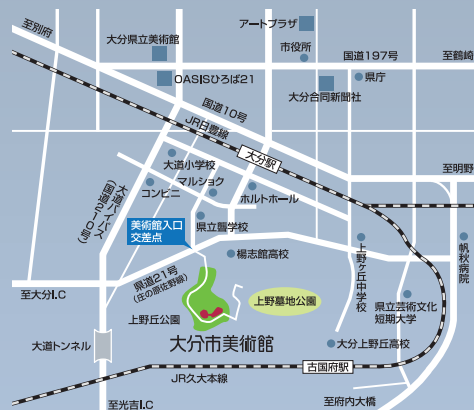 至別府
アートプラザ
大分県立美術館
市役所
国道197号
至鶴崎
OASISひろば21
県庁
大分合同新聞社
国道10号
JR日豊線
大分駅
大道小学校
至明野
マルショク
コンビニ
ホルトホール
大道バイパス
(国道210号)
県立聾学校
美術館入口
交差点
楊志館高校
上野ヶ丘中学校
帆秋病院
県道21号
(庄の原佐野線)
至大分I.C
上野墓地公園
県立芸術文化
短期大学
上野丘公園
大分市美術館
大道トンネル
大分上野丘高校
古国府駅
JR久大本線
至光吉I.C
至府内大橋